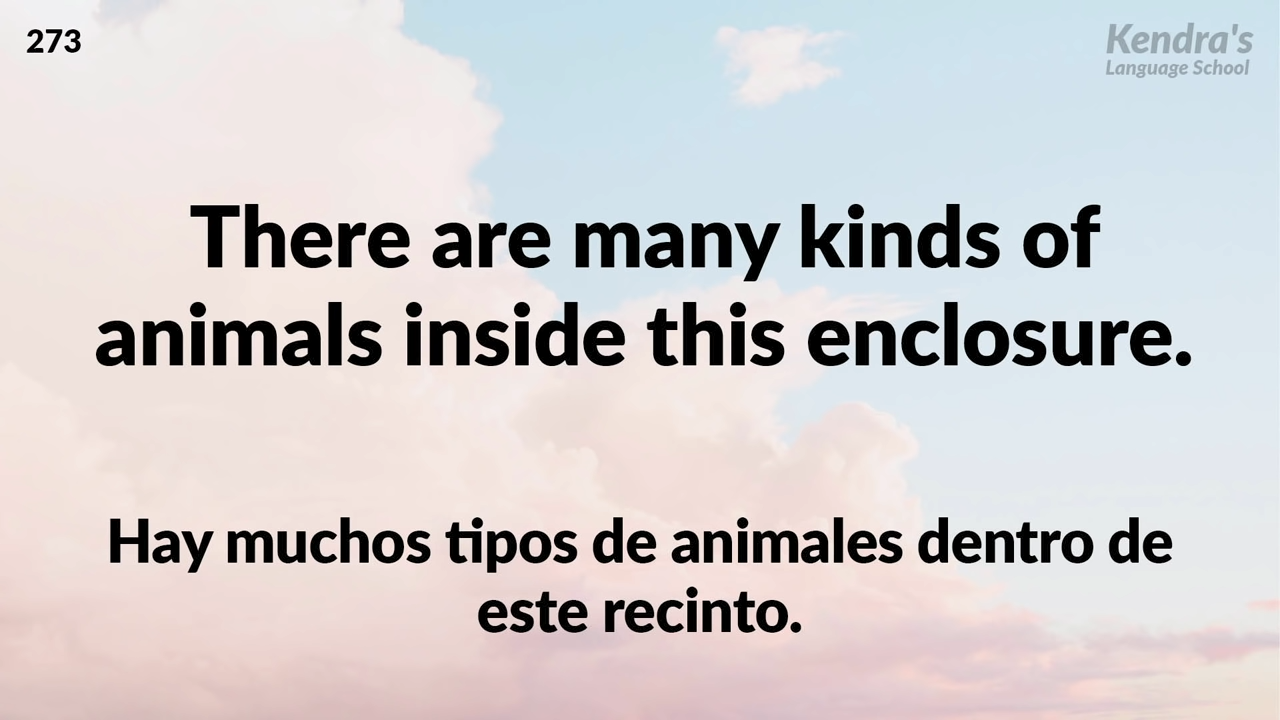 273
Kendra's
Language School
There are many kinds of
animals inside this enclosure.
Hay muchos tipos de animales dentro de
este recinto.